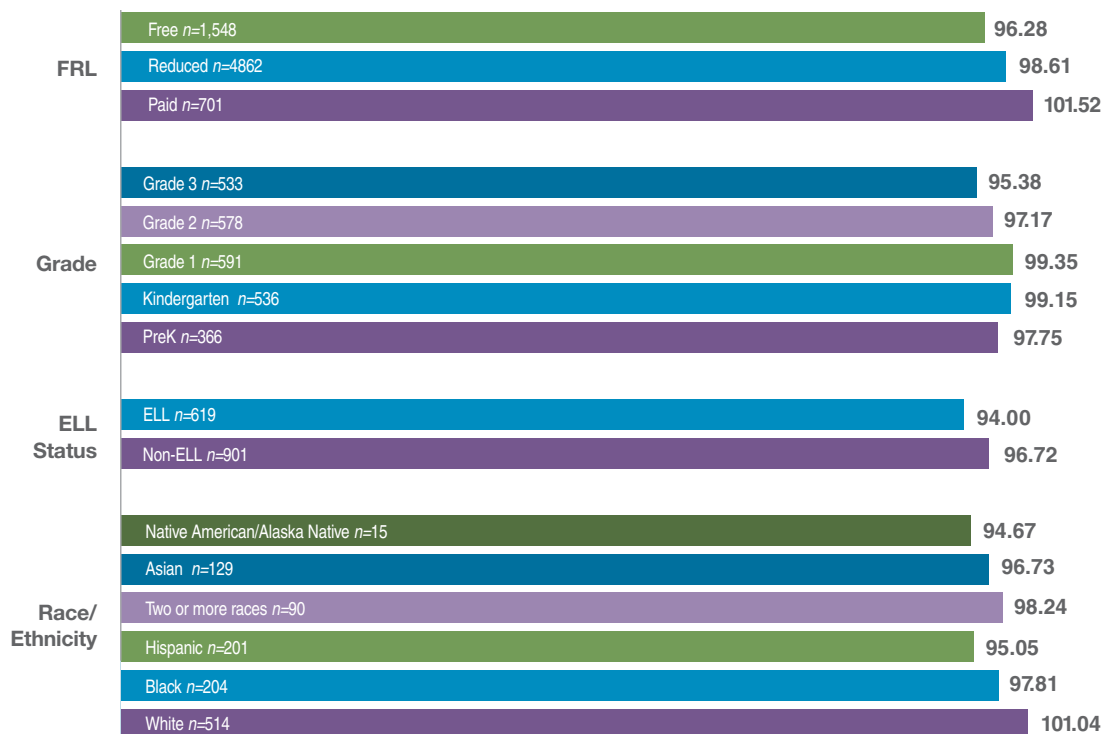 FRL
Free n=1,548 96.28
Reduced n=4862 98.61
Paid n=701 101.52
Grade
Grade 3 n=533 95.38
Grade 2 n=578 97.17
Grade 1 n=591 99.35
Kindergarten n=536 99.15
PreK n=366 97.75
ELL
Status
ELL n=619 94.00
Non-ELL n=901 96.72
Race/
Ethnicity
Native American/Alaska Native n=15 94.67
Asian n=129 96.73
Two or more races n=90 98.24
Hispanic n=201 95.05
Black n=204 97.81
White n=514 101.04